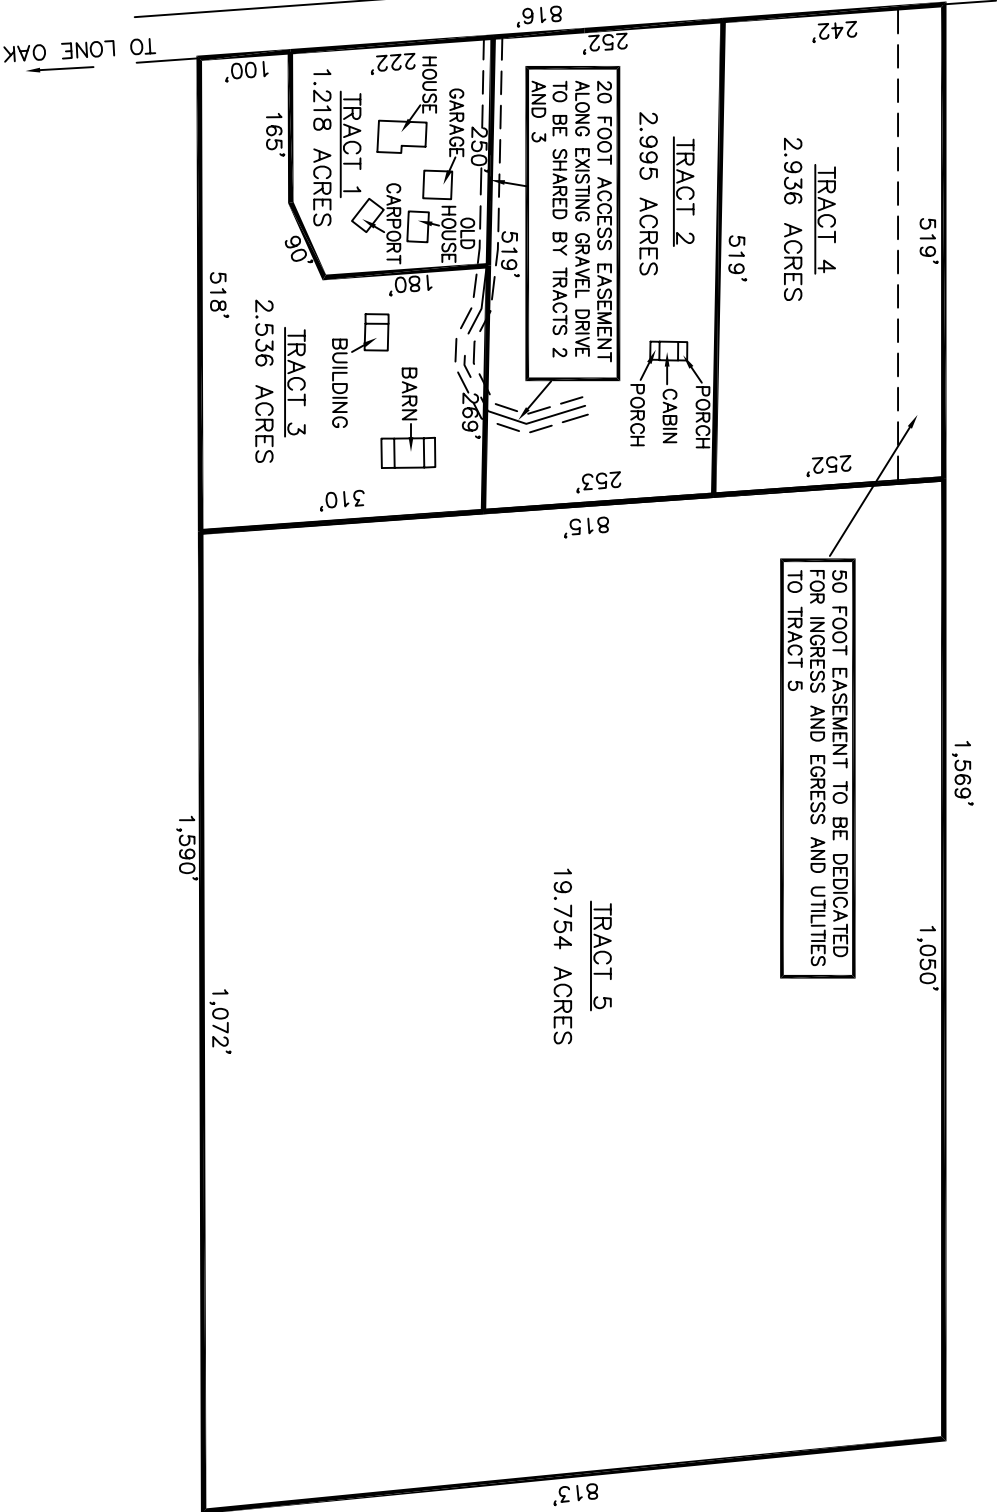 TO LONE OAK
816'
100'
222'
252'
242'
165'
90'
180'
250'
TRACT 1
1.218 ACRES
HOUSE
GARAGE
OLD
HOUSE
CARPORT
518'
TRACT 3
2.536 ACRES
BUILDING
BARN
310'
269'
519'
20 FOOT ACCESS EASEMENT
ALONG EXISTING GRAVEL DRIVE
TO BE SHARED BY TRACTS 2
AND 3
TRACT 2
2.995 ACRES
PORCH
CABIN
PORCH
253'
519'
TRACT 4
2.936 ACRES
519'
252'
815'
50 FOOT EASEMENT TO BE DEDICATED
FOR INGRESS AND EGRESS AND UTILITIES
TO TRACT 5
1,569'
1,050'
TRACT 5
19.754 ACRES
1,590'
1,072'
813'